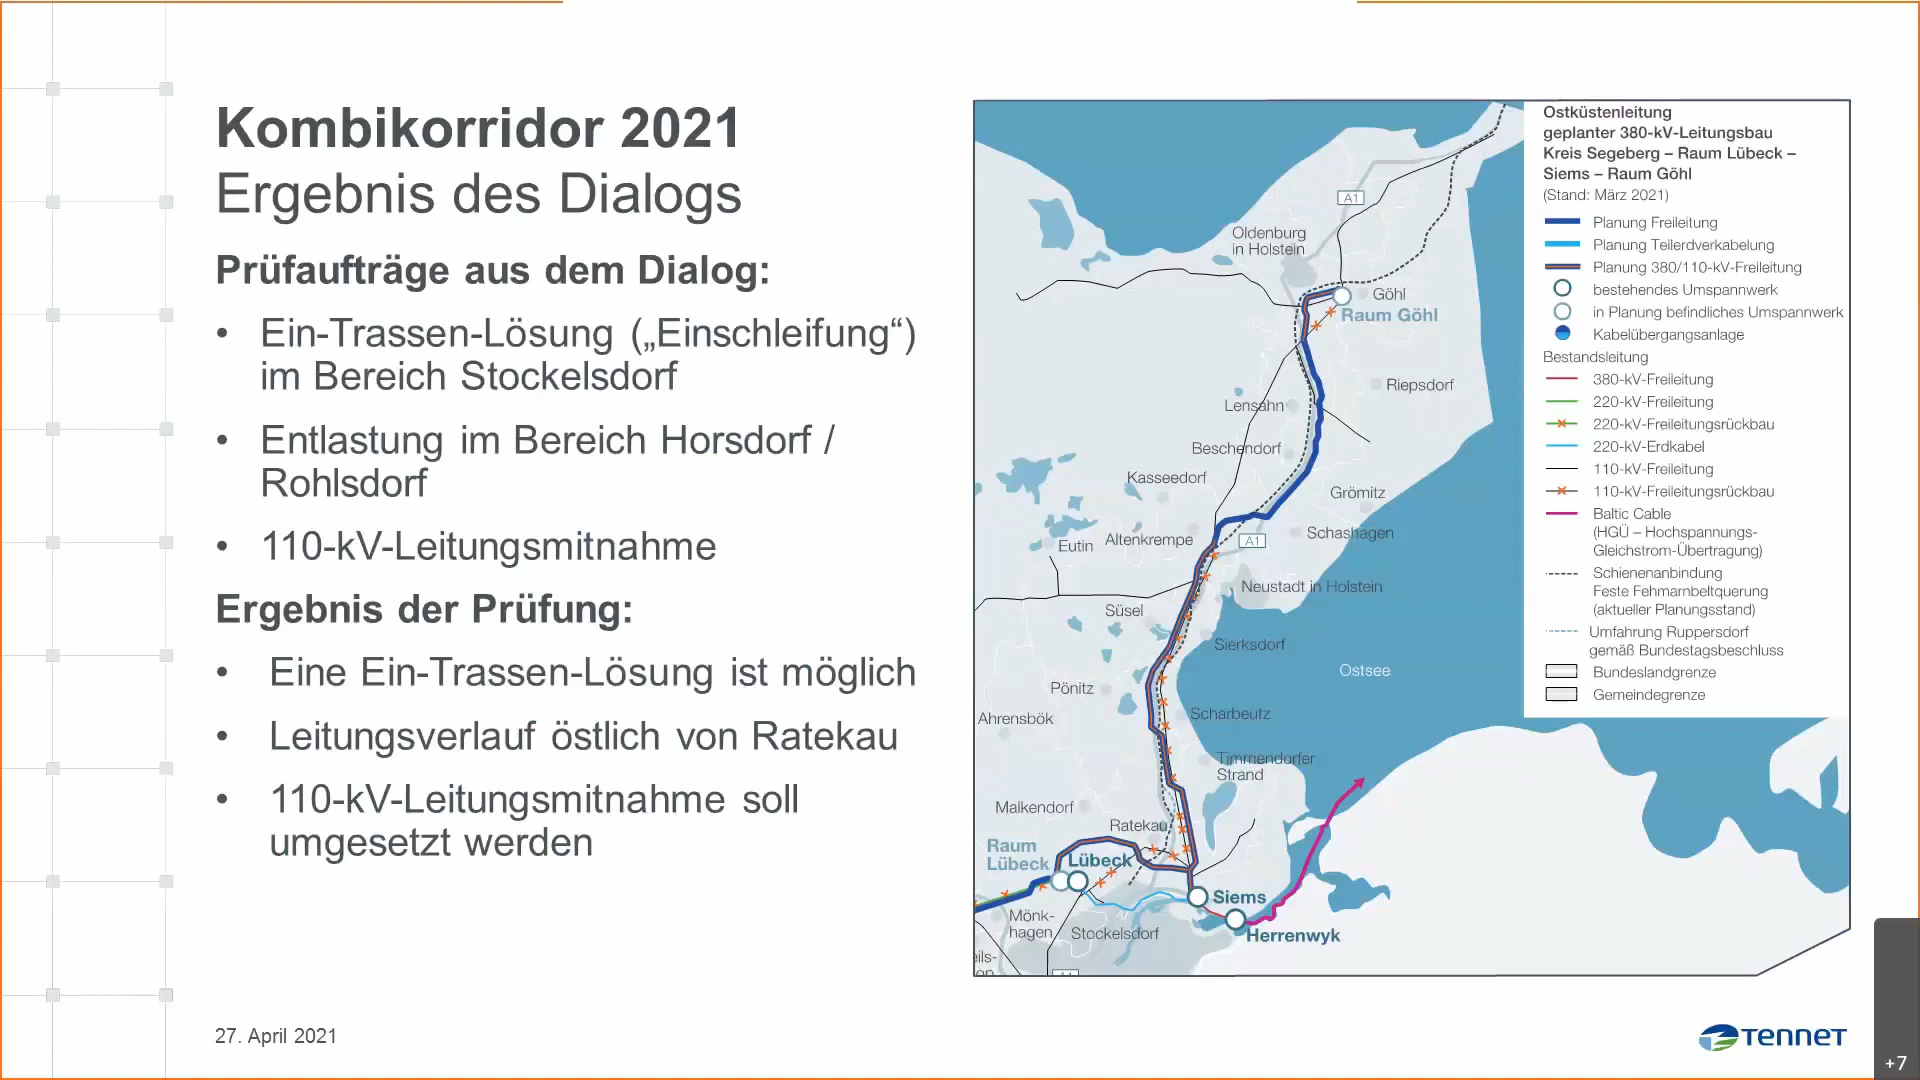 Kombikorridor 2021
Ergebnis des Dialogs
Prüfaufträge aus dem Dialog:
• Ein-Trassen-Lösung („Einschleifung“)
im Bereich Stockelsdorf
• Entlastung im Bereich Horsdorf /
Rohlsdorf
• 110-kV-Leitungsmitnahme
Ergebnis der Prüfung:
• Eine Ein-Trassen-Lösung ist möglich
• Leitungsverlauf östlich von Ratekau
• 110-kV-Leitungsmitnahme soll
umgesetzt werden
27. April 2021
A1
Oldenburg
in Holstein
Göhl
Raum Göhl
Riepsdorf
Lensahn
Beschendorf
Kasseedorf
Grömitz
Schashagen
Eutin
Altenkrempe
A1
Neustadt in Holstein
Süsel
Sierksdorf
Ostsee
Pönitz
Scharbeutz
Ahrensbök
Timmendorfer
Strand
Malkendorf
Ratekau
Raum
Lübeck
Lübeck
Siems
Mönk-
hagen
Stockelsdorf
Herrenwyk
eils-
Ostküstenleitung
geplanter 380-kV-Leitungsbau
Kreis Segeberg – Raum Lübeck –
Siems – Raum Göhl
(Stand: März 2021)
Planung Freileitung
Planung Teilerdverkabelung
Planung 380/110-kV-Freileitung
bestehendes Umspannwerk
in Planung befindliches Umspannwerk
Kabelübergangsanlage
Bestandsleitung
380-kV-Freileitung
220-kV-Freileitung
220-kV-Freileitungsrückbau
220-kV-Erdkabel
110-kV-Freileitung
110-kV-Freileitungsrückbau
Baltic Cable
(HGÜ – Hochspannungs-
Gleichstrom-Übertragung)
Schienenanbindung
Feste Fehmarnbeltquerung
(aktueller Planungsstand)
Umfahrung Ruppersdorf
gemäß Bundestagsbeschluss
Bundeslandgrenze
Gemeindegrenze
TENNET
+7